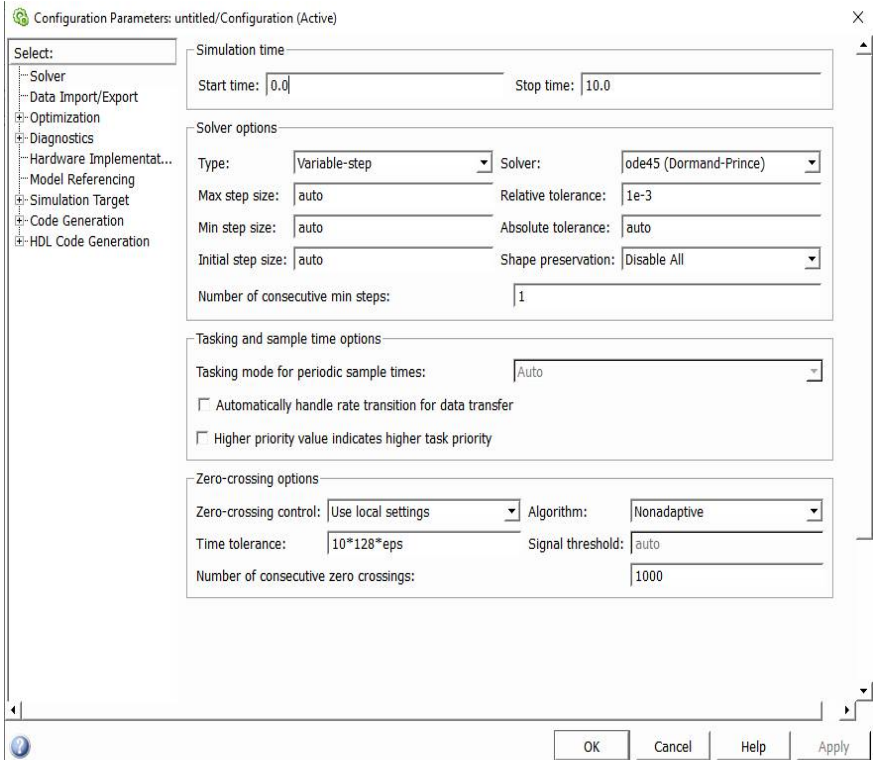 Configuration Parameters: untitled/Configuration (Active)
Select:
Solver
Data Import/Export
Optimization
Diagnostics
Hardware Implementat...
Model Referencing
Simulation Target
Code Generation
HDL Code Generation
Simulation time
Start time: 0.0 Stop time: 10.0
Solver options
Type: Variable-step Solver: ode45 (Dormand-Prince)
Max step size: auto Relative tolerance: 1e-3
Min step size: auto Absolute tolerance: auto
Initial step size: auto Shape preservation: Disable All
Number of consecutive min steps: 1
Tasking and sample time options
Tasking mode for periodic sample times: Auto
Automatically handle rate transition for data transfer
Higher priority value indicates higher task priority
Zero-crossing options
Zero-crossing control: Use local settings Algorithm: Nonadaptive
Time tolerance: 10*128*eps Signal threshold: auto
Number of consecutive zero crossings: 1000
OK Cancel Help Apply